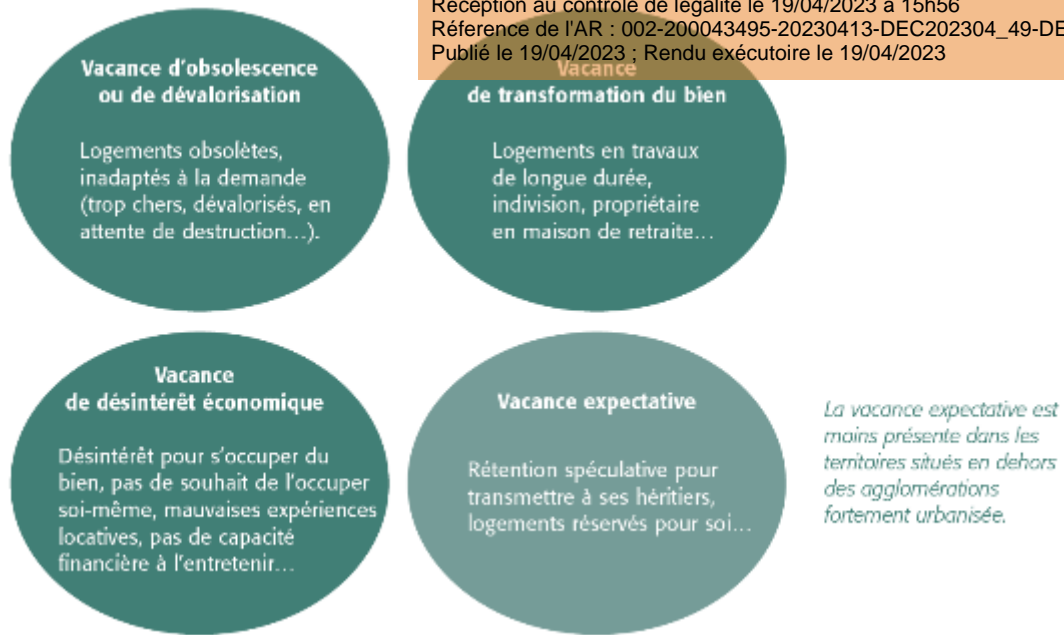 Réception au contrôle de légalité le 19/04/2023 à 15h56
Réference de l'AR : 002-200043495-20230413-DEC202304_49-DE
Publié le 19/04/2023 ; Rendu exécutoire le 19/04/2023
Vacance d'obsolescence
ou de dévalorisation
Logements obsolètes,
inadaptés à la demande
(trop chers, dévalorisés, en
attente de destruction…).
Vacance
de transformation du bien
Logements en travaux
de longue durée,
indivision, propriétaire
en maison de retraite…
Vacance
de désintérêt économique
Désintérêt pour s'occuper du
bien, pas de souhait de l'occuper
soi-même, mauvaises expériences
locatives, pas de capacité
financière à l'entretenir…
Vacance expectative
Rétention spéculative pour
transmettre à ses héritiers,
logements réservés pour soi…
La vacance expectative est
moins présente dans les
territoires situés en dehors
des agglomérations
fortement urbanisée.